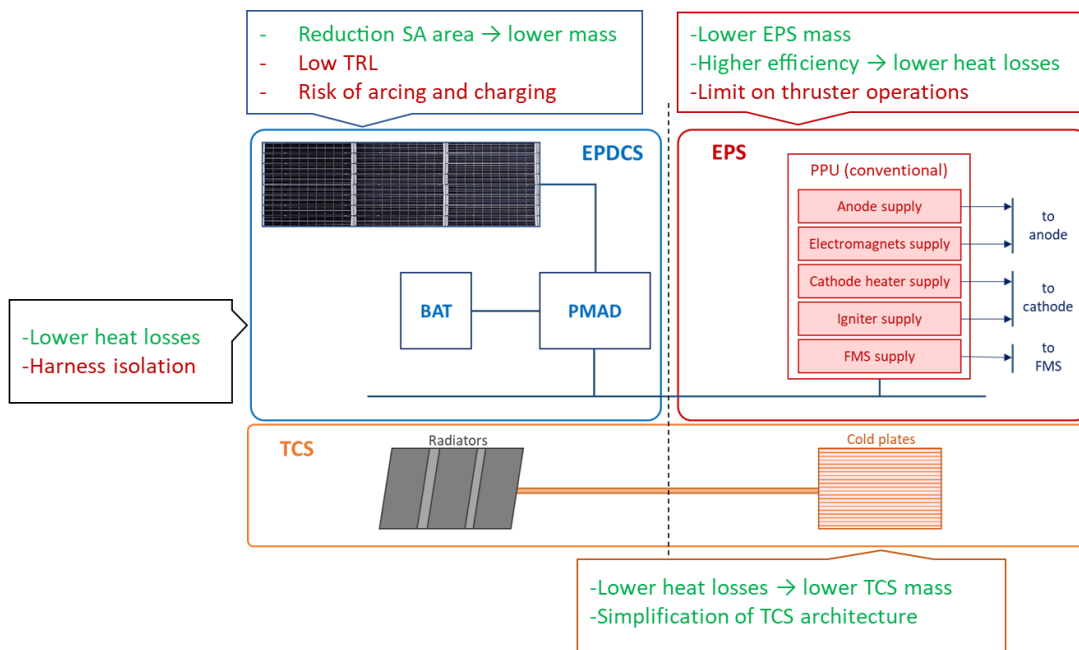 - Reduction SA area → lower mass
- Low TRL
- Risk of arcing and charging
-Lower EPS mass
-Higher efficiency → lower heat losses
-Limit on thruster operations
EPDCS
EPS
PPU (conventional)
Anode supply
Electromagnets supply
Cathode heater supply
Igniter supply
FMS supply
to
anode
to
cathode
to
FMS
BAT
PMAD
-Lower heat losses
-Harness isolation
TCS
Radiators
Cold plates
-Lower heat losses → lower TCS mass
-Simplification of TCS architecture